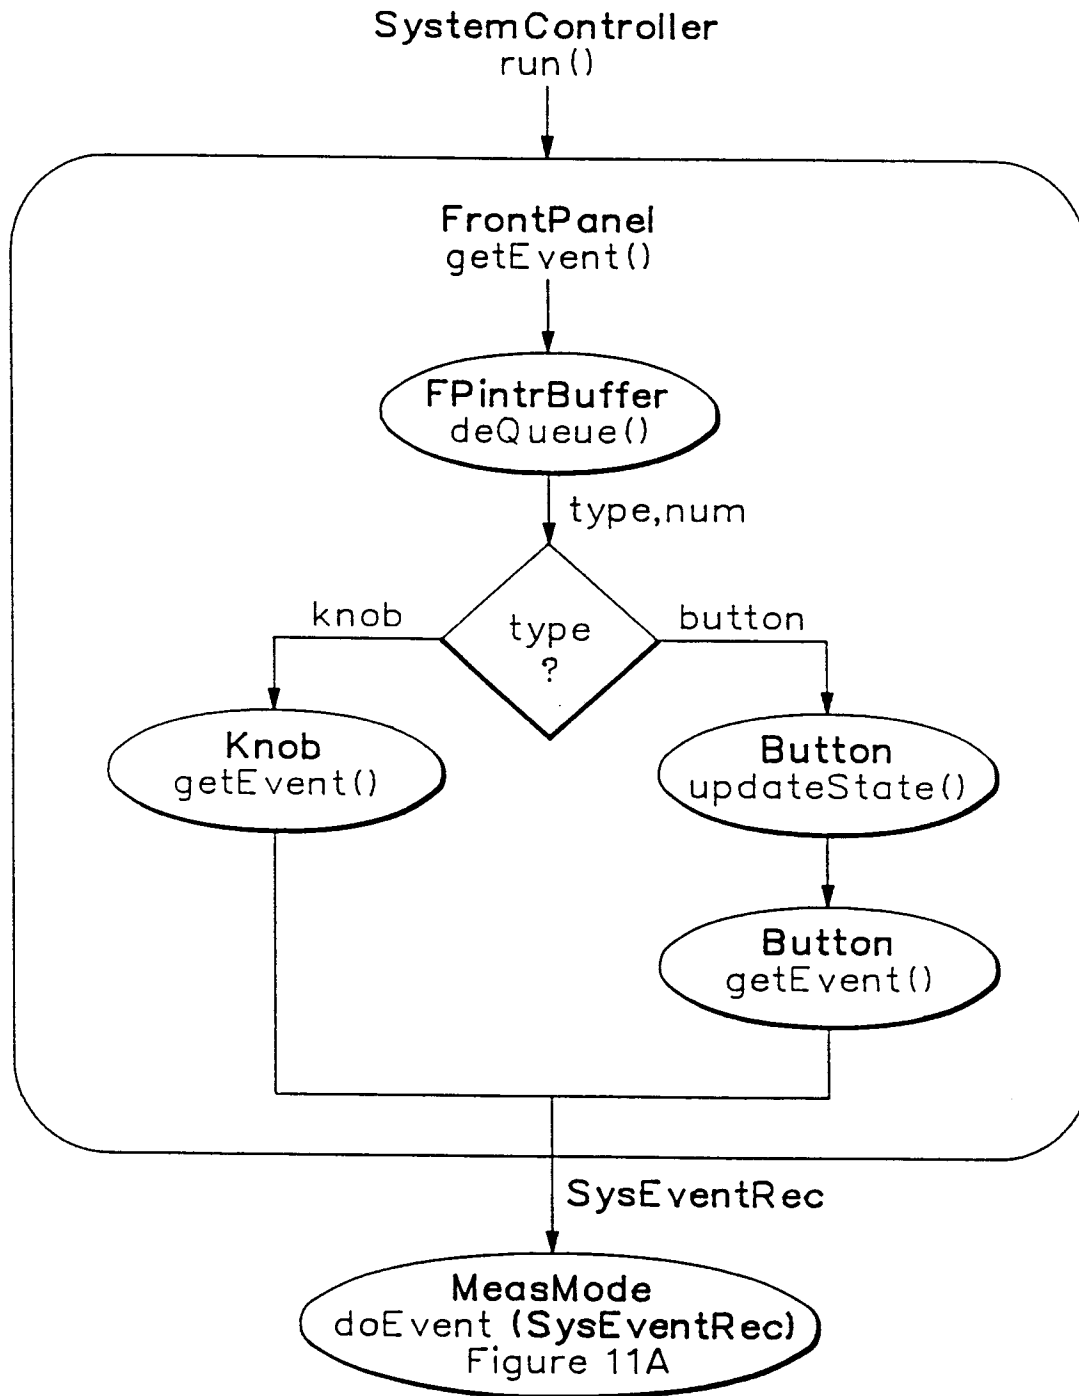 SystemController
run()
FrontPanel
getEvent()
FPintrBuffer
deQueue()
type,num
knob
type
?
button
Knob
getEvent()
Button
updateState()
Button
getEvent()
SysEventRec
MeasMode
doEvent (SysEventRec)
Figure 11A